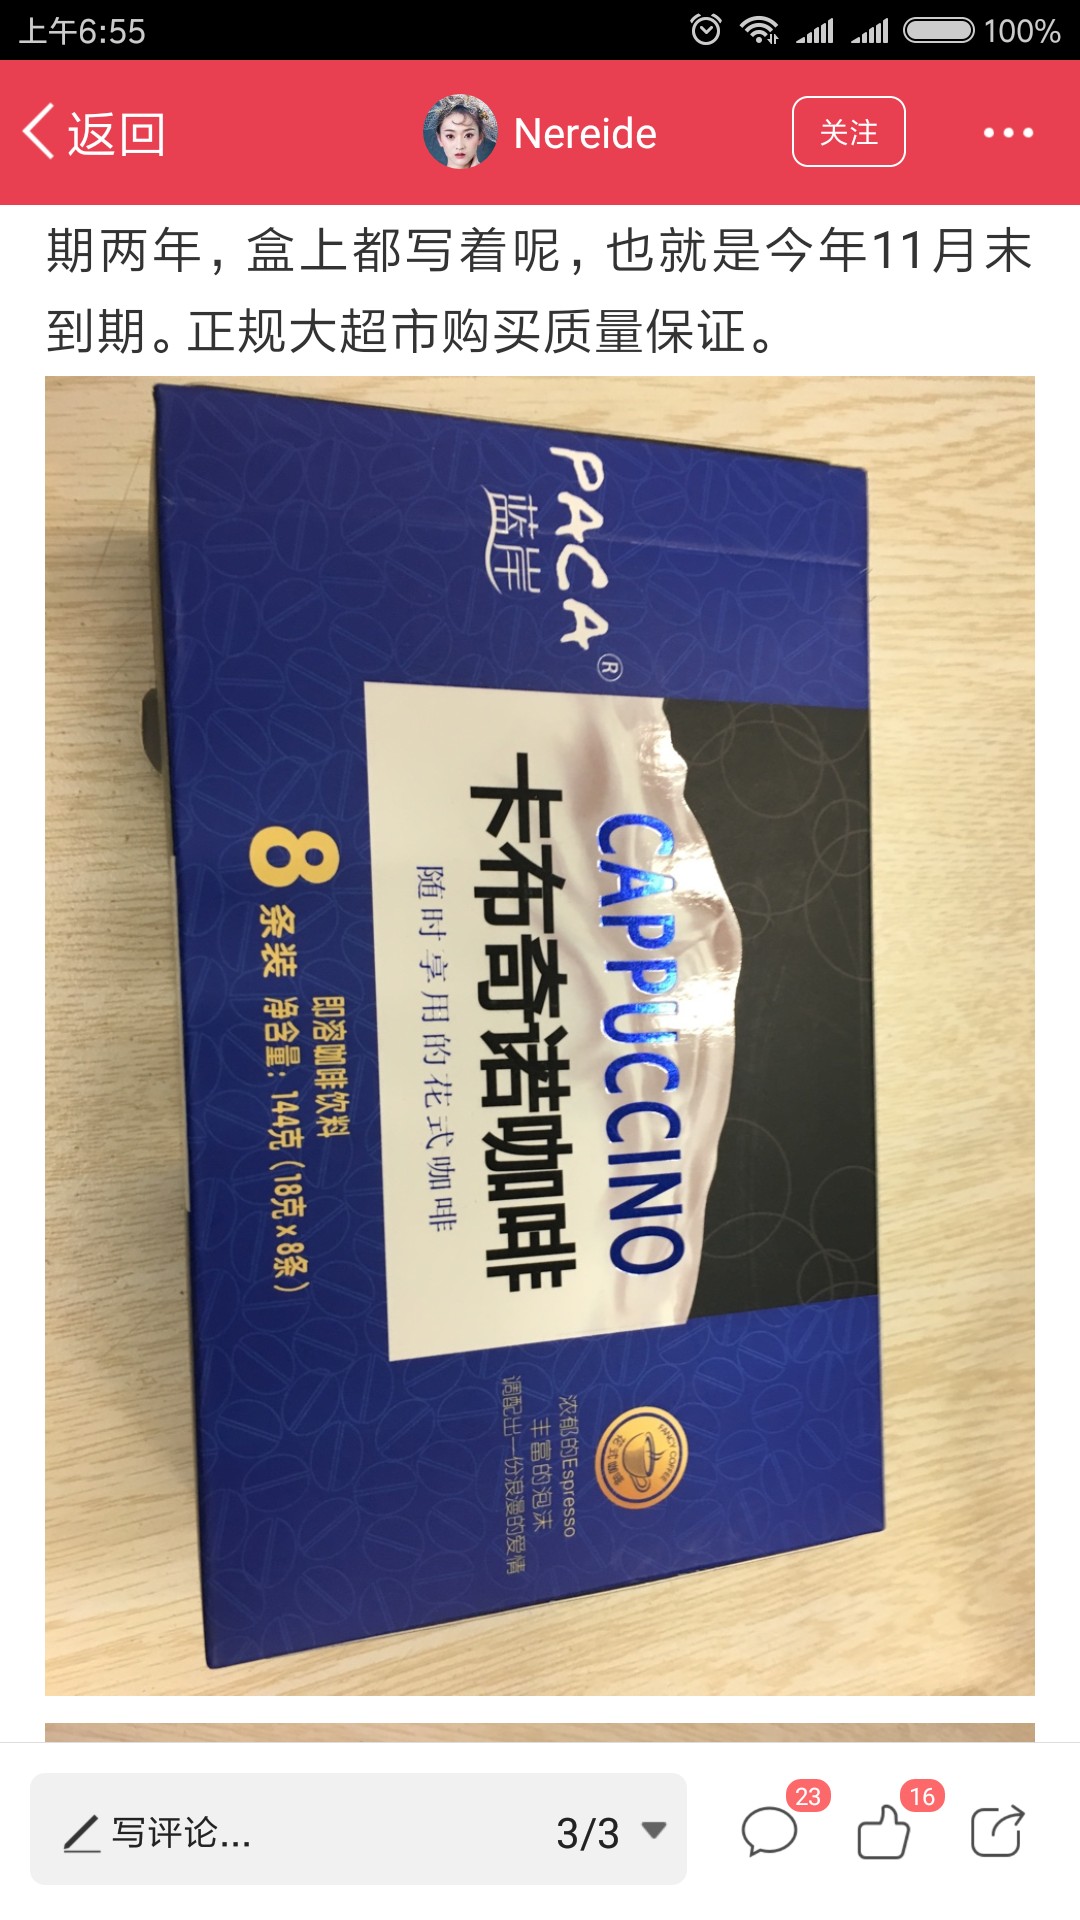 上午6:55
100%
返回
Nereide
关注
期两年，盒上都写着呢，也就是今年11月末
到期。正规大超市购买质量保证。
PACA®
蓝岸
CAPPUCCINO
卡布奇诺咖啡
随时享用的花式咖啡
8条装
即溶咖啡饮料
净含量：144克（18克x8条）
FANCY COFFEE
花式咖啡
浓郁的Espresso
丰富的泡沫
调配出一份浪漫的爱情
写评论...
3/3
23
16